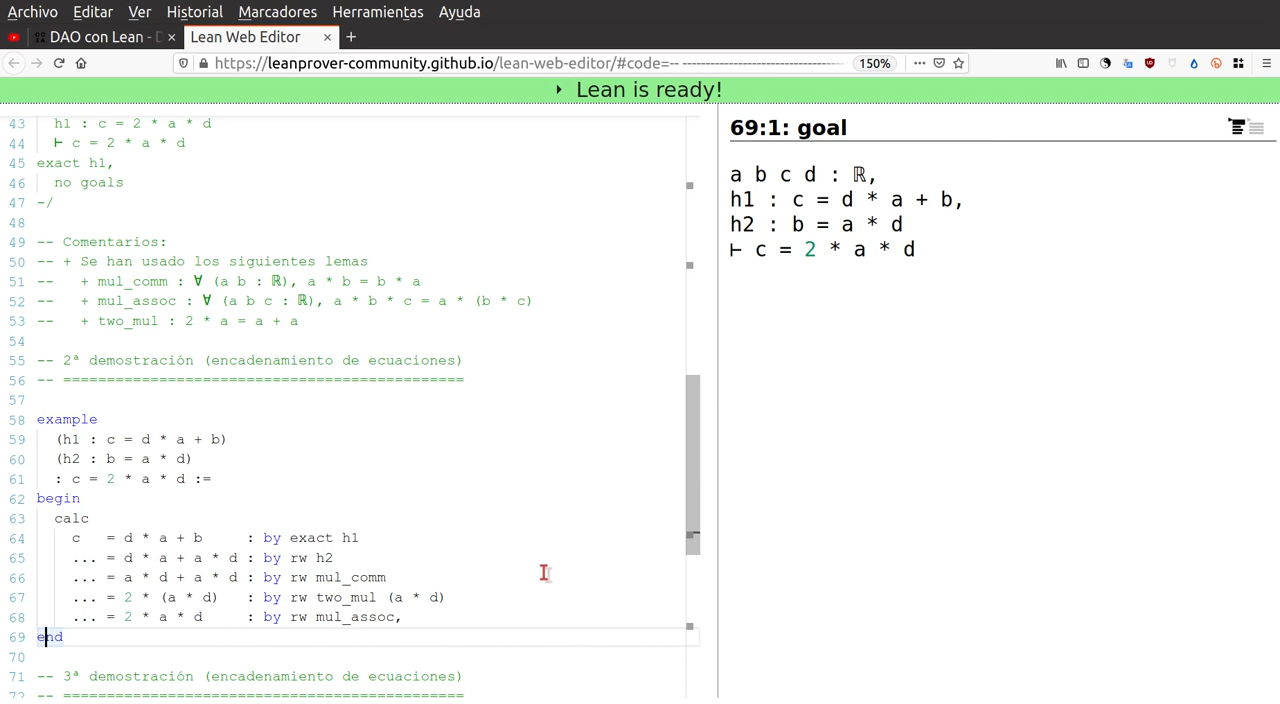 Archivo Editar Ver Historial Marcadores Herramientas Ayuda
DAO con Lean - D × Lean Web Editor × +
https://leanprover-community.github.io/lean-web-editor/#code=-- ------------------------------------- 150%
Lean is ready!
43 h1 : c = 2 * a * d
44 ⊢ c = 2 * a * d
45 exact h1,
46 no goals
47 -/
48
49 -- Comentarios:
50 -- + Se han usado los siguientes lemas
51 --   + mul_comm : ∀ (a b : ℝ), a * b = b * a
52 --   + mul_assoc : ∀ (a b c : ℝ), a * b * c = a * (b * c)
53 --   + two_mul : 2 * a = a + a
54
55 -- 2ª demostración (encadenamiento de ecuaciones)
56 -- ==============================================
57
58 example
59 (h1 : c = d * a + b)
60 (h2 : b = a * d)
61 : c = 2 * a * d :=
62 begin
63 calc
64 c   = d * a + b     : by exact h1
65 ... = d * a + a * d : by rw h2
66 ... = a * d + a * d : by rw mul_comm
67 ... = 2 * (a * d)   : by rw two_mul (a * d)
68 ... = 2 * a * d     : by rw mul_assoc,
69 end
70
71 -- 3ª demostración (encadenamiento de ecuaciones)
72 -- ==============================================
69:1: goal
a b c d : ℝ,
h1 : c = d * a + b,
h2 : b = a * d
⊢ c = 2 * a * d